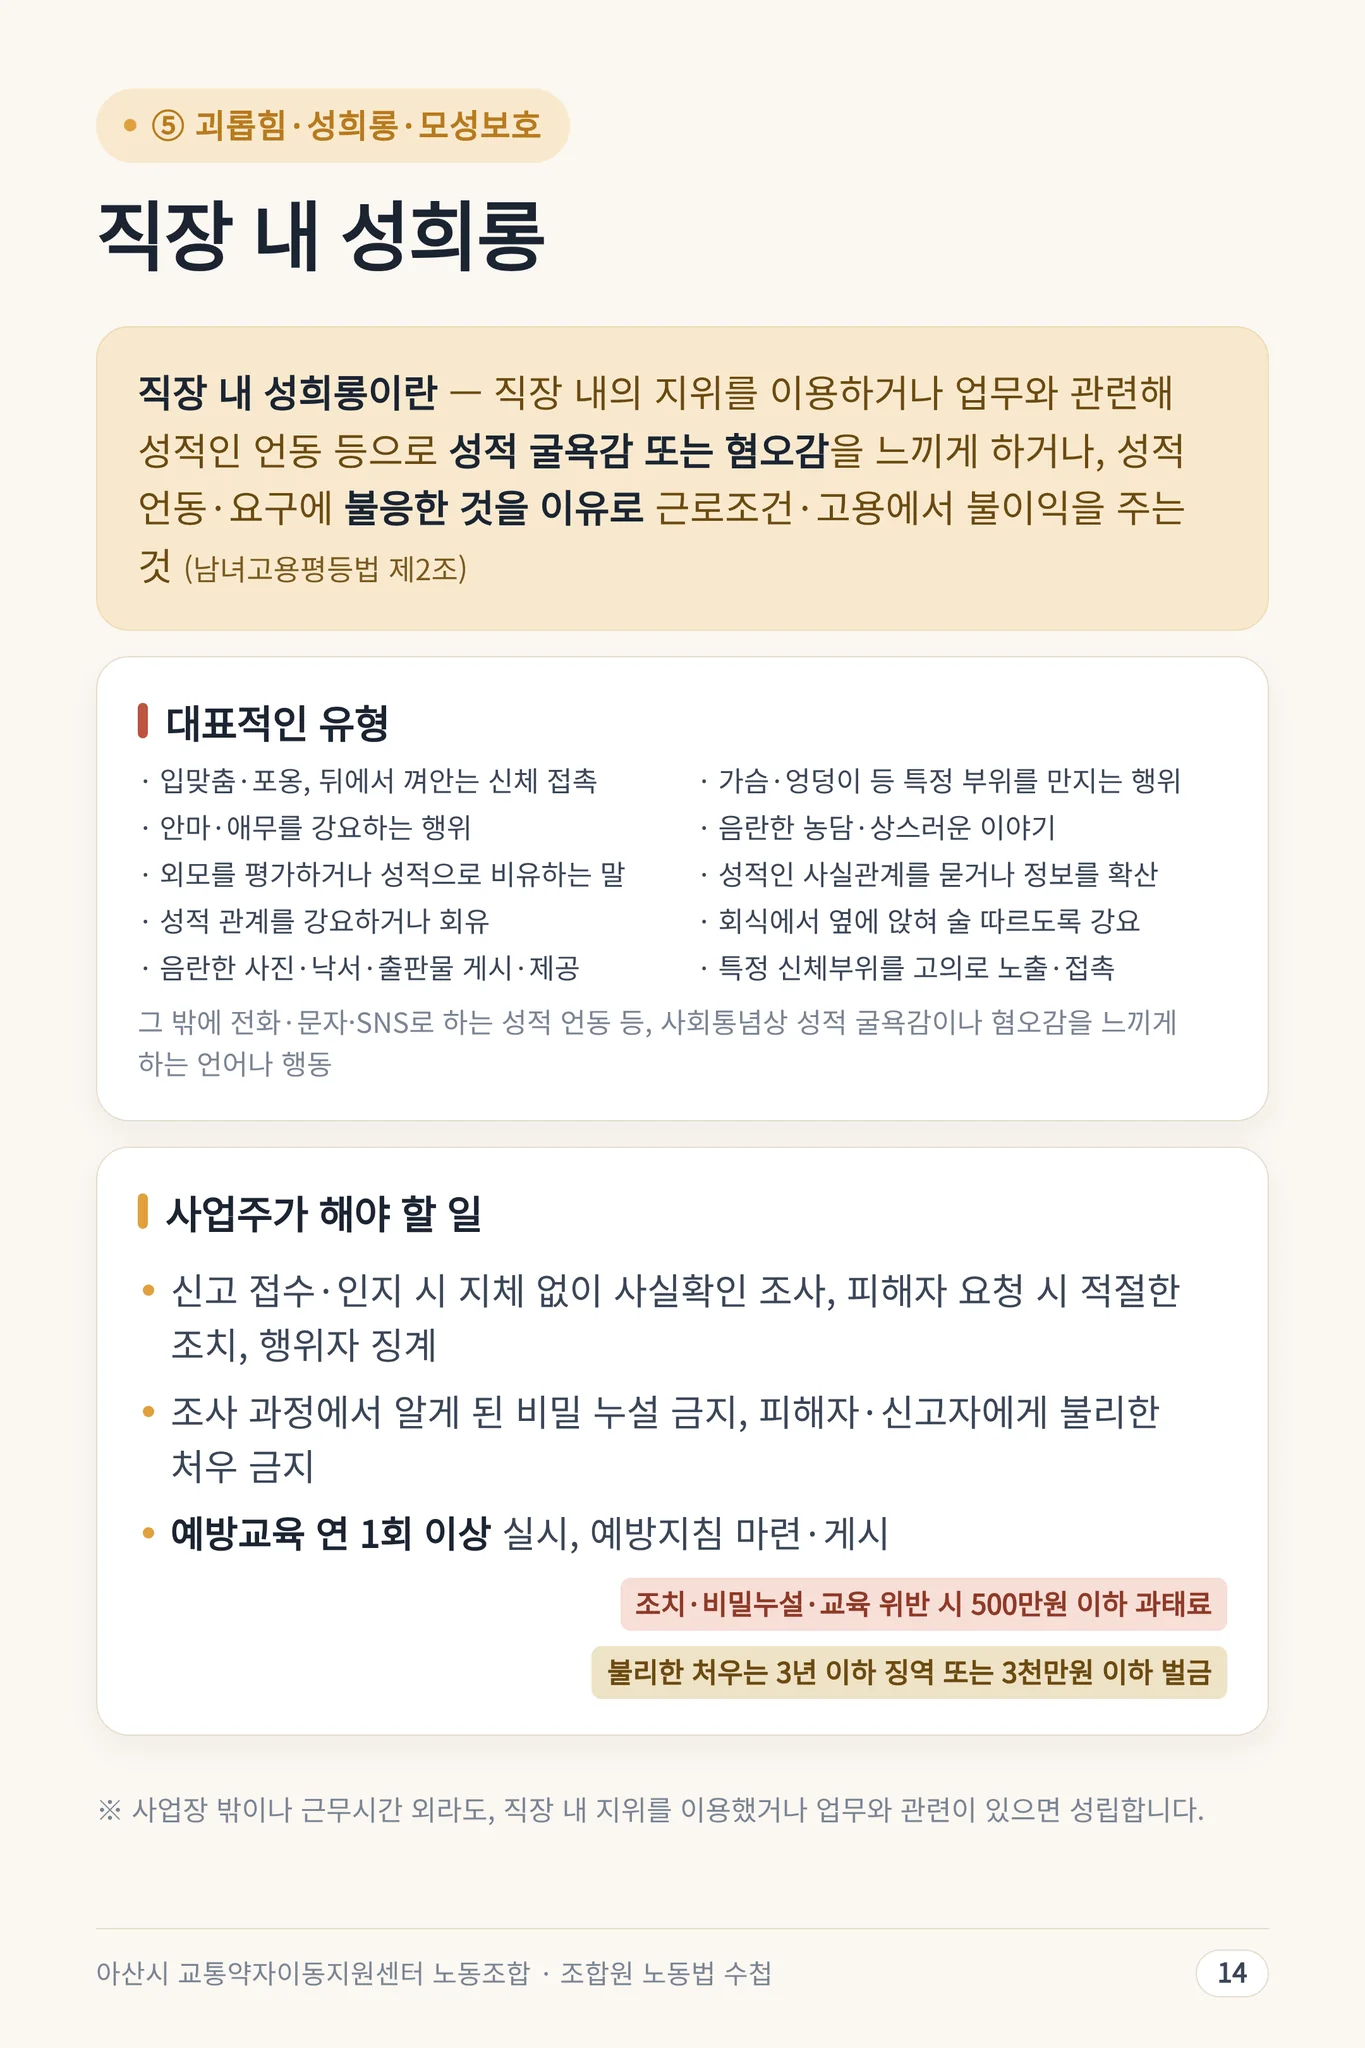 • ⑤ 괴롭힘·성희롱·모성보호
직장 내 성희롱
직장 내 성희롱이란 — 직장 내의 지위를 이용하거나 업무와 관련해
성적인 언동 등으로 성적 굴욕감 또는 혐오감을 느끼게 하거나, 성적
언동·요구에 불응한 것을 이유로 근로조건·고용에서 불이익을 주는
것 (남녀고용평등법 제2조)
대표적인 유형
· 입맞춤·포옹, 뒤에서 껴안는 신체 접촉
· 가슴·엉덩이 등 특정 부위를 만지는 행위
· 안마·애무를 강요하는 행위
· 음란한 농담·상스러운 이야기
· 외모를 평가하거나 성적으로 비유하는 말
· 성적인 사실관계를 묻거나 정보를 확산
· 성적 관계를 강요하거나 회유
· 회식에서 옆에 앉혀 술 따르도록 강요
· 음란한 사진·낙서·출판물 게시·제공
· 특정 신체부위를 고의로 노출·접촉
그 밖에 전화·문자·SNS로 하는 성적 언동 등, 사회통념상 성적 굴욕감이나 혐오감을 느끼게
하는 언어나 행동
사업주가 해야 할 일
• 신고 접수·인지 시 지체 없이 사실확인 조사, 피해자 요청 시 적절한
조치, 행위자 징계
• 조사 과정에서 알게 된 비밀 누설 금지, 피해자·신고자에게 불리한
처우 금지
• 예방교육 연 1회 이상 실시, 예방지침 마련·게시
조치·비밀누설·교육 위반 시 500만원 이하 과태료
불리한 처우는 3년 이하 징역 또는 3천만원 이하 벌금
※ 사업장 밖이나 근무시간 외라도, 직장 내 지위를 이용했거나 업무와 관련이 있으면 성립합니다.
아산시 교통약자이동지원센터 노동조합 · 조합원 노동법 수첩
14